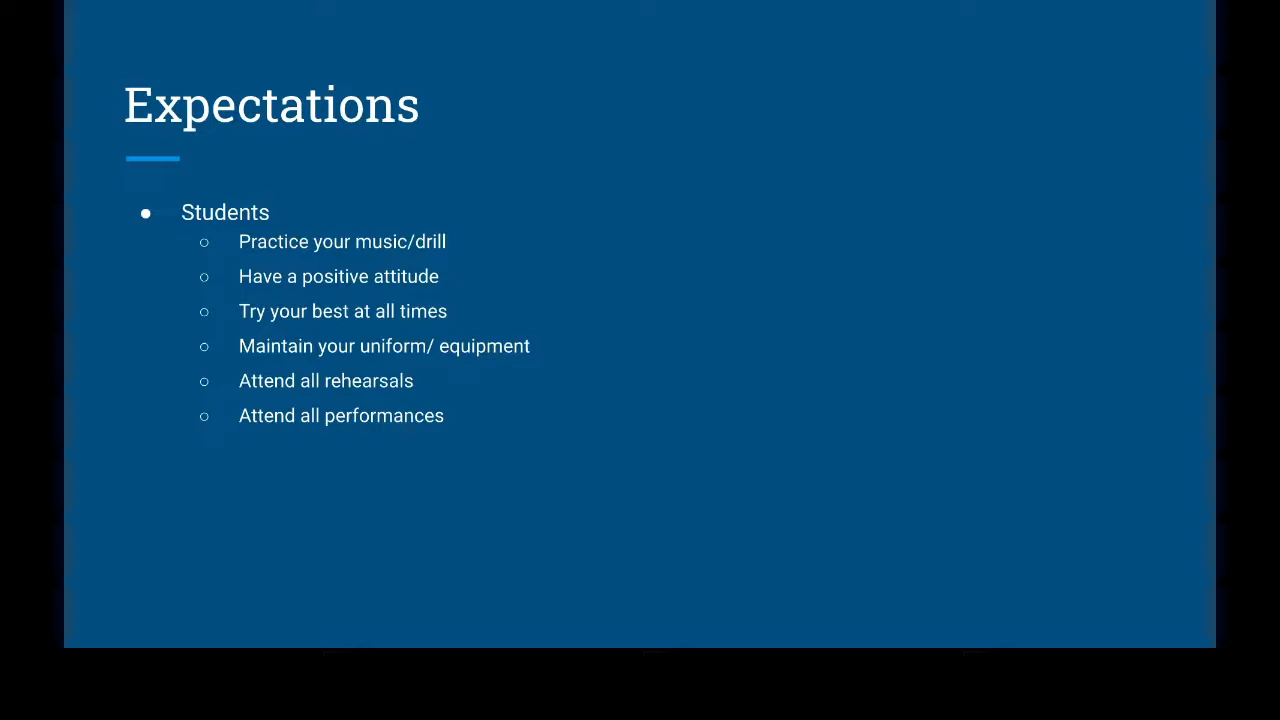 Expectations
● Students
○ Practice your music/drill
○ Have a positive attitude
○ Try your best at all times
○ Maintain your uniform/ equipment
○ Attend all rehearsals
○ Attend all performances